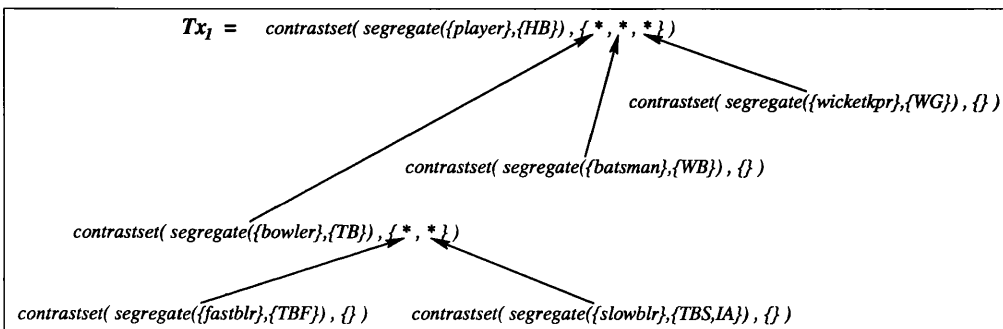 Tx1 = contrastset( segregate({player},{HB}) , { *, *, * } )
contrastset( segregate({wicketkpr},{WG}) , {} )
contrastset( segregate({batsman},{WB}) , {} )
contrastset( segregate({bowler},{TB}) , { *, * } )
contrastset( segregate({fastblr},{TBF}) , {} )
contrastset( segregate({slowblr},{TBS,IA}) , {} )